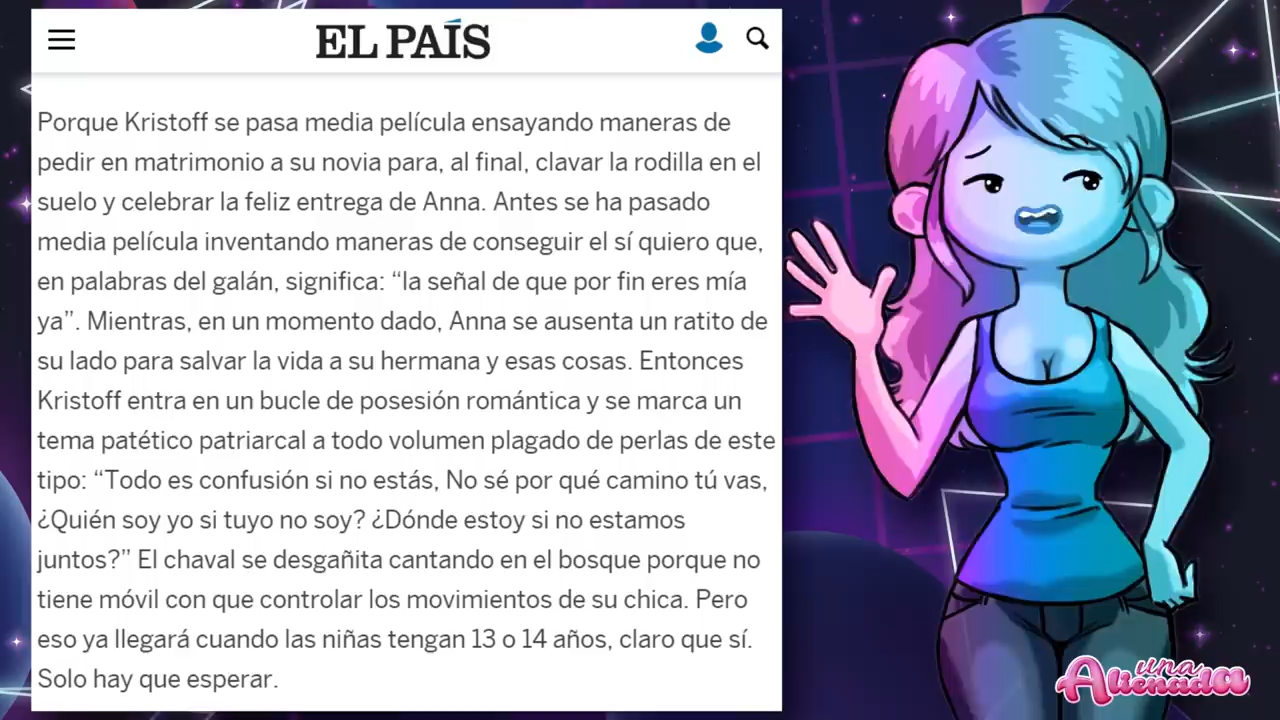 EL PAÍS
Porque Kristoff se pasa media película ensayando maneras de
pedir en matrimonio a su novia para, al final, clavar la rodilla en el
suelo y celebrar la feliz entrega de Anna. Antes se ha pasado
media película inventando maneras de conseguir el sí quiero que,
en palabras del galán, significa: “la señal de que por fin eres mía
ya”. Mientras, en un momento dado, Anna se ausenta un ratito de
su lado para salvar la vida a su hermana y esas cosas. Entonces
Kristoff entra en un bucle de posesión romántica y se marca un
tema patético patriarcal a todo volumen plagado de perlas de este
tipo: “Todo es confusión si no estás, No sé por qué camino tú vas,
¿Quién soy yo si tuyo no soy? ¿Dónde estoy si no estamos
juntos?” El chaval se desgañita cantando en el bosque porque no
tiene móvil con que controlar los movimientos de su chica. Pero
eso ya llegará cuando las niñas tengan 13 o 14 años, claro que sí.
Solo hay que esperar.
una
Alienada